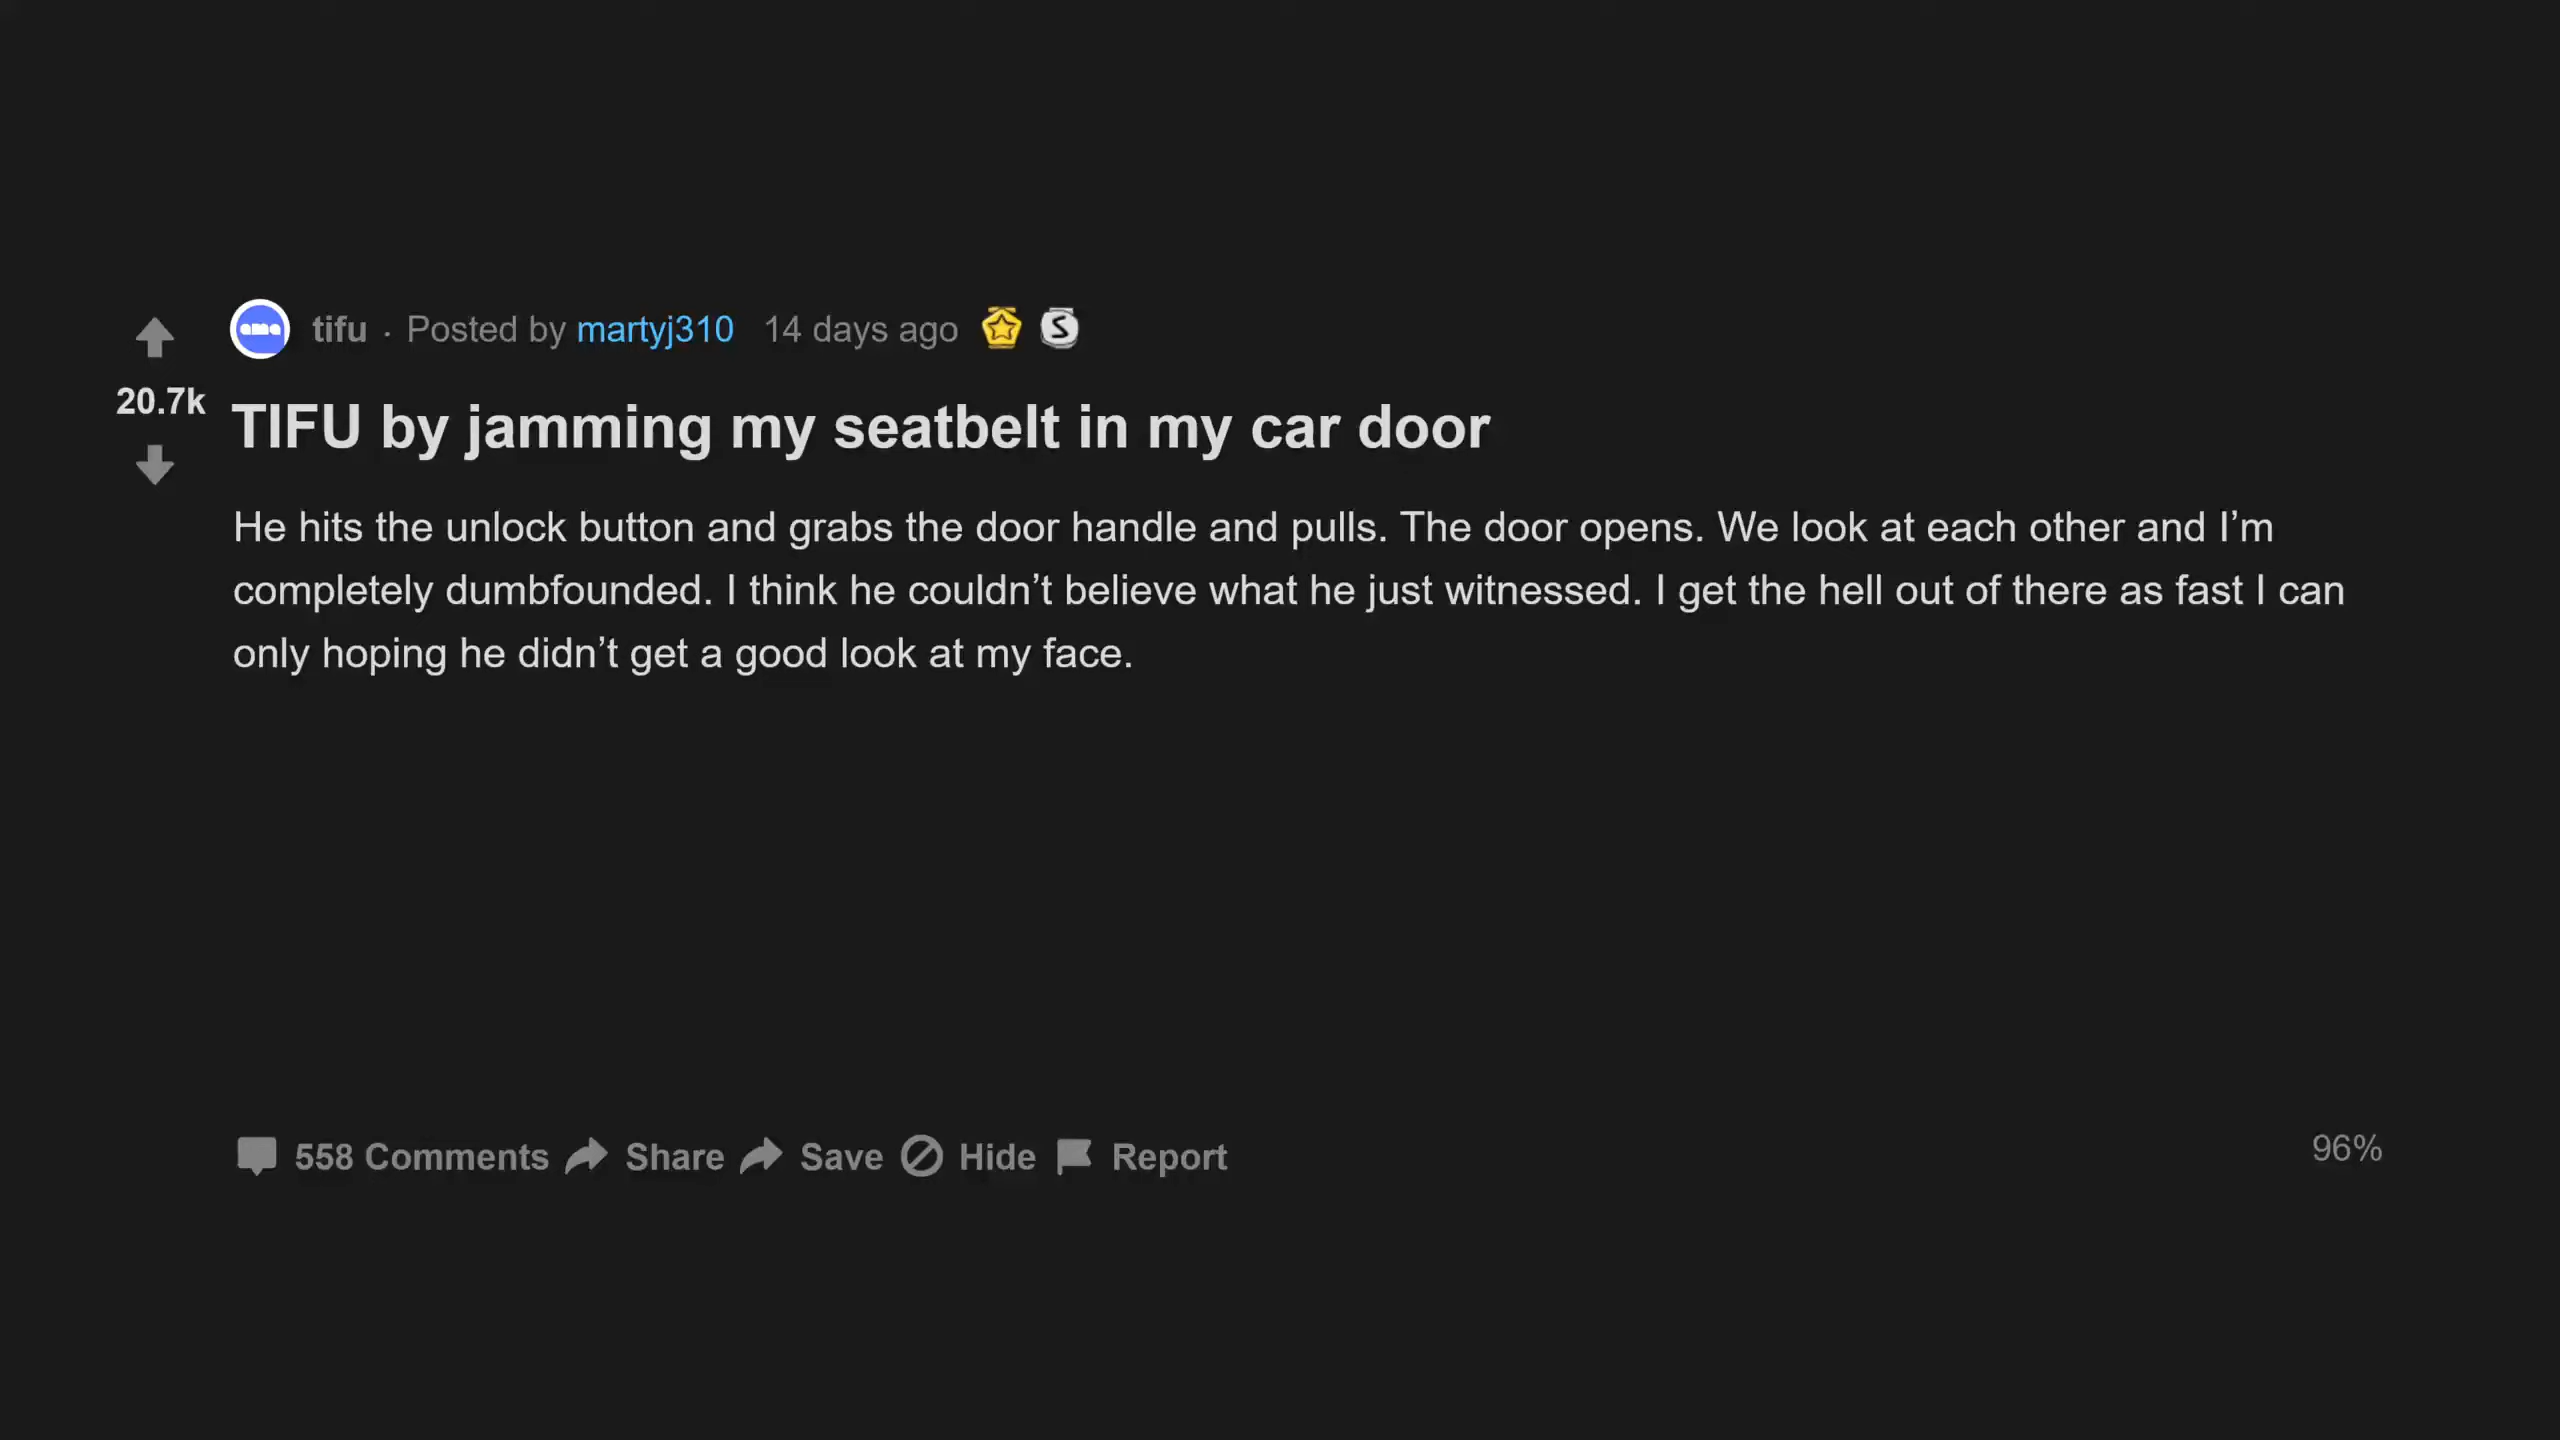 tifu · Posted by martyj310 14 days ago
20.7k
TIFU by jamming my seatbelt in my car door
He hits the unlock button and grabs the door handle and pulls. The door opens. We look at each other and I’m
completely dumbfounded. I think he couldn’t believe what he just witnessed. I get the hell out of there as fast I can
only hoping he didn’t get a good look at my face.
558 Comments Share Save Hide Report
96%